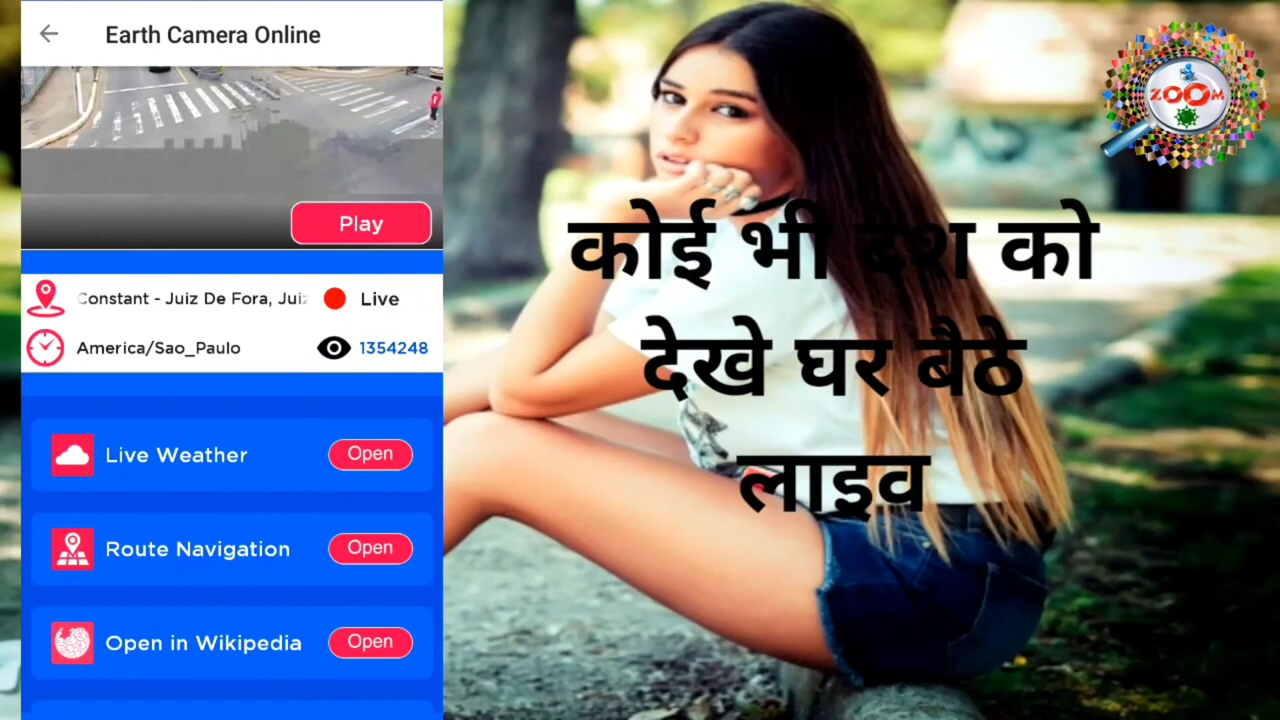 Earth Camera Online
Play
Constant - Juiz De Fora, Juiz
Live
America/Sao_Paulo
1354248
Live Weather
Open
Route Navigation
Open
Open in Wikipedia
Open
ZOOM
कोई भी देश को
देखे घर बैठे
लाइव